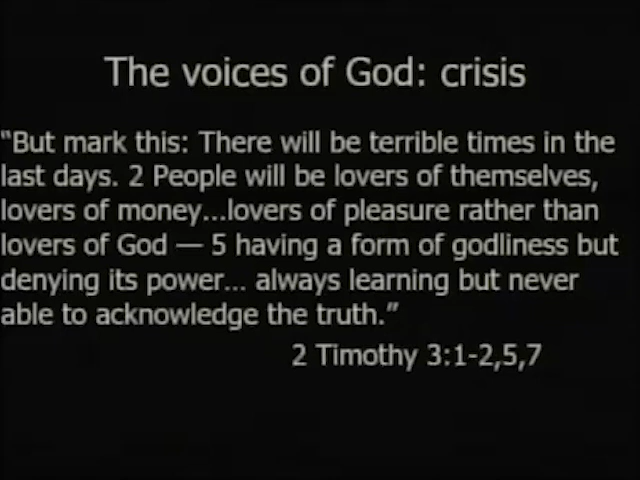 The voices of God: crisis
“But mark this: There will be terrible times in the
last days. 2 People will be lovers of themselves,
lovers of money...lovers of pleasure rather than
lovers of God — 5 having a form of godliness but
denying its power... always learning but never
able to acknowledge the truth.”
2 Timothy 3:1-2,5,7